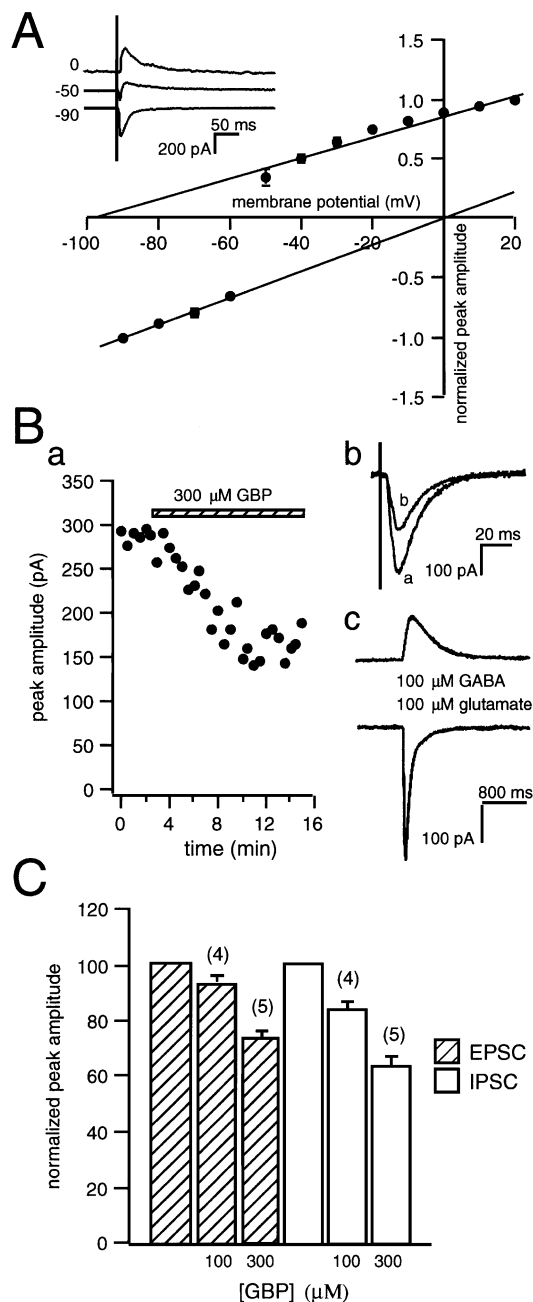 A
0
-50
-90
50 ms
200 pA
1.5
1.0
0.5
membrane potential (mV)
-100
-80
-60
-40
-20
20
-0.5
-1.0
-1.5
normalized peak amplitude
B
a
350
300
250
200
150
100
50
0
peak amplitude (pA)
300 µM GBP
0
4
8
12
16
time (min)
b
b
a
20 ms
100 pA
c
100 µM GABA
100 µM glutamate
800 ms
100 pA
C
120
100
80
60
40
20
0
normalized peak amplitude
(4)
(5)
(4)
(5)
EPSC
IPSC
100
300
100
300
[GBP] (µM)